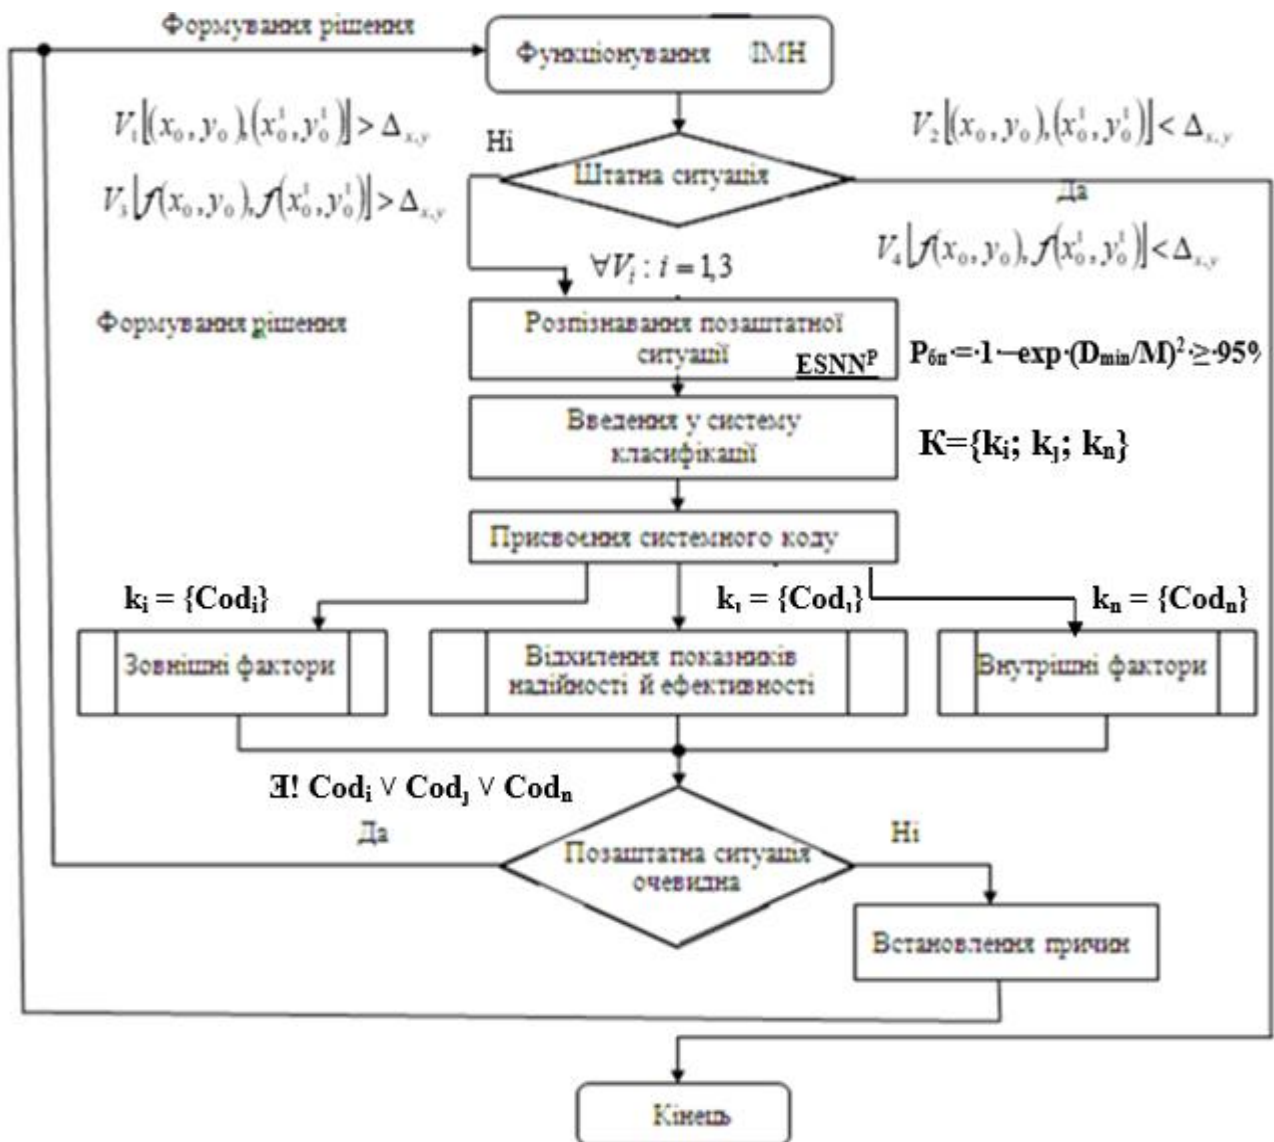 Формування рішення
Функціонування ІМН
V₁[(x₀, y₀), (x₀¹, y₀¹)] > Δx,y
Ні
V₂[(x₀, y₀), (x₀¹, y₀¹)] < Δx,y
Штатна ситуація
Да
V₃[f(x₀, y₀), f(x₀¹, y₀¹)] > Δx,y
V₄[f(x₀, y₀), f(x₀¹, y₀¹)] < Δx,y
∀Vᵢ : i = 1,3
Формування рішення
Розпізнавання позаштатної
ситуації
ESNNᴾ
Pбп·=·1·–exp·(Dmin/M)²·≥·95%
Введення у систему
класифікації
K={kᵢ; kⱼ; kₙ}
Присвоєння системного коду
kᵢ = {Codᵢ}
kⱼ = {Codⱼ}
kₙ = {Codₙ}
Зовнішні фактори
Відхилення показників
надійності й ефективності
Внутрішні фактори
∃! Codᵢ ∨ Codⱼ ∨ Codₙ
Да
Ні
Позаштатна ситуація
очевидна
Встановлення причин
Кінець